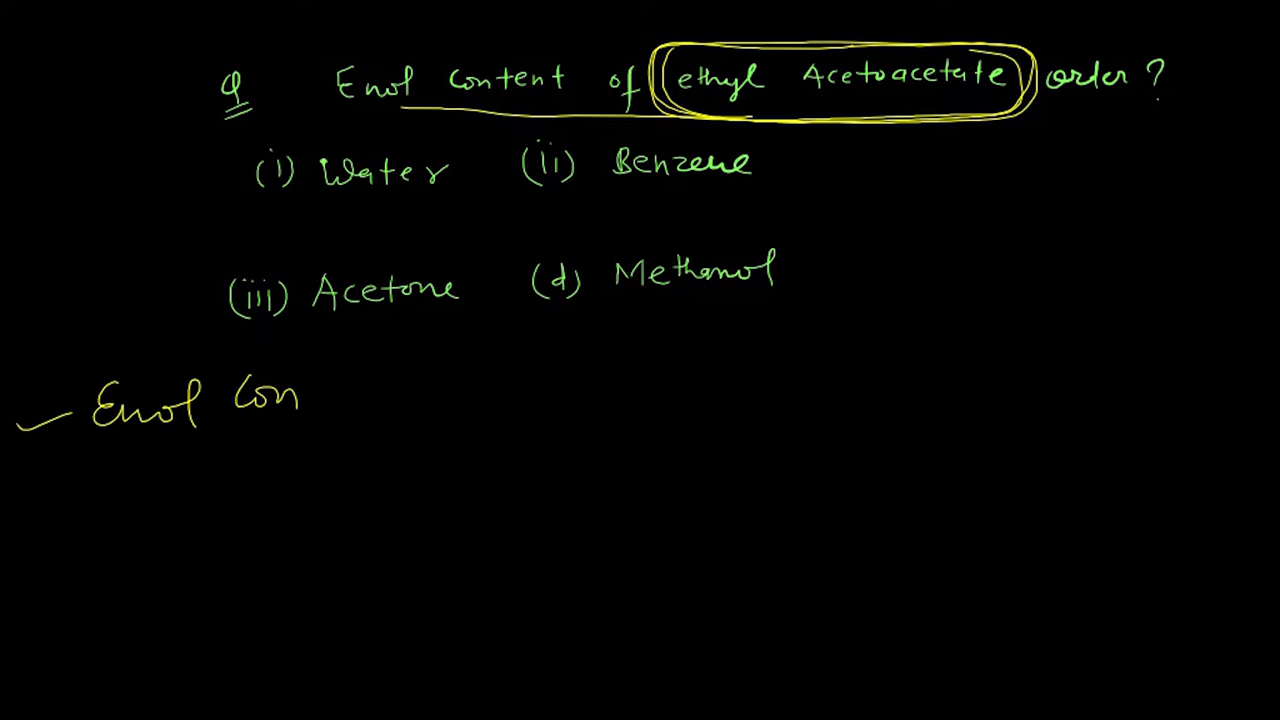 Q Enol Content of ethyl Acetoacetate order ?
(i) Water (ii) Benzene
(iii) Acetone (d) Methanol
Enol Con